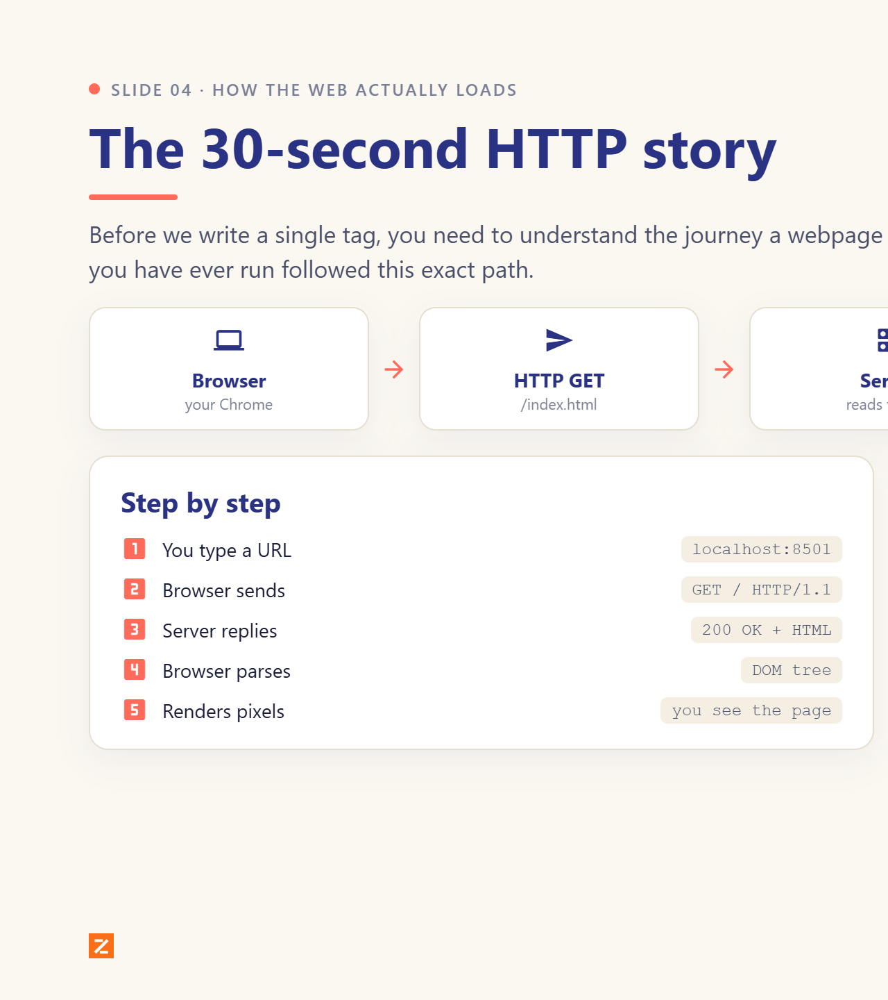 SLIDE 04 · HOW THE WEB ACTUALLY LOADS
The 30-second HTTP story
Before we write a single tag, you need to understand the journey a webpage
you have ever run followed this exact path.
Browser
your Chrome
HTTP GET
/index.html
Ser
reads
Step by step
1 You type a URL localhost:8501
2 Browser sends GET / HTTP/1.1
3 Server replies 200 OK + HTML
4 Browser parses DOM tree
5 Renders pixels you see the page